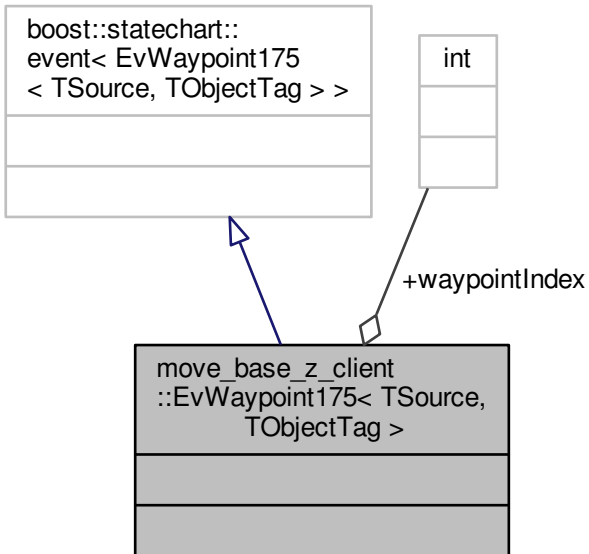 boost::statechart::
event< EvWaypoint175
< TSource, TObjectTag > >
int
+waypointIndex
move_base_z_client
::EvWaypoint175< TSource,
TObjectTag >